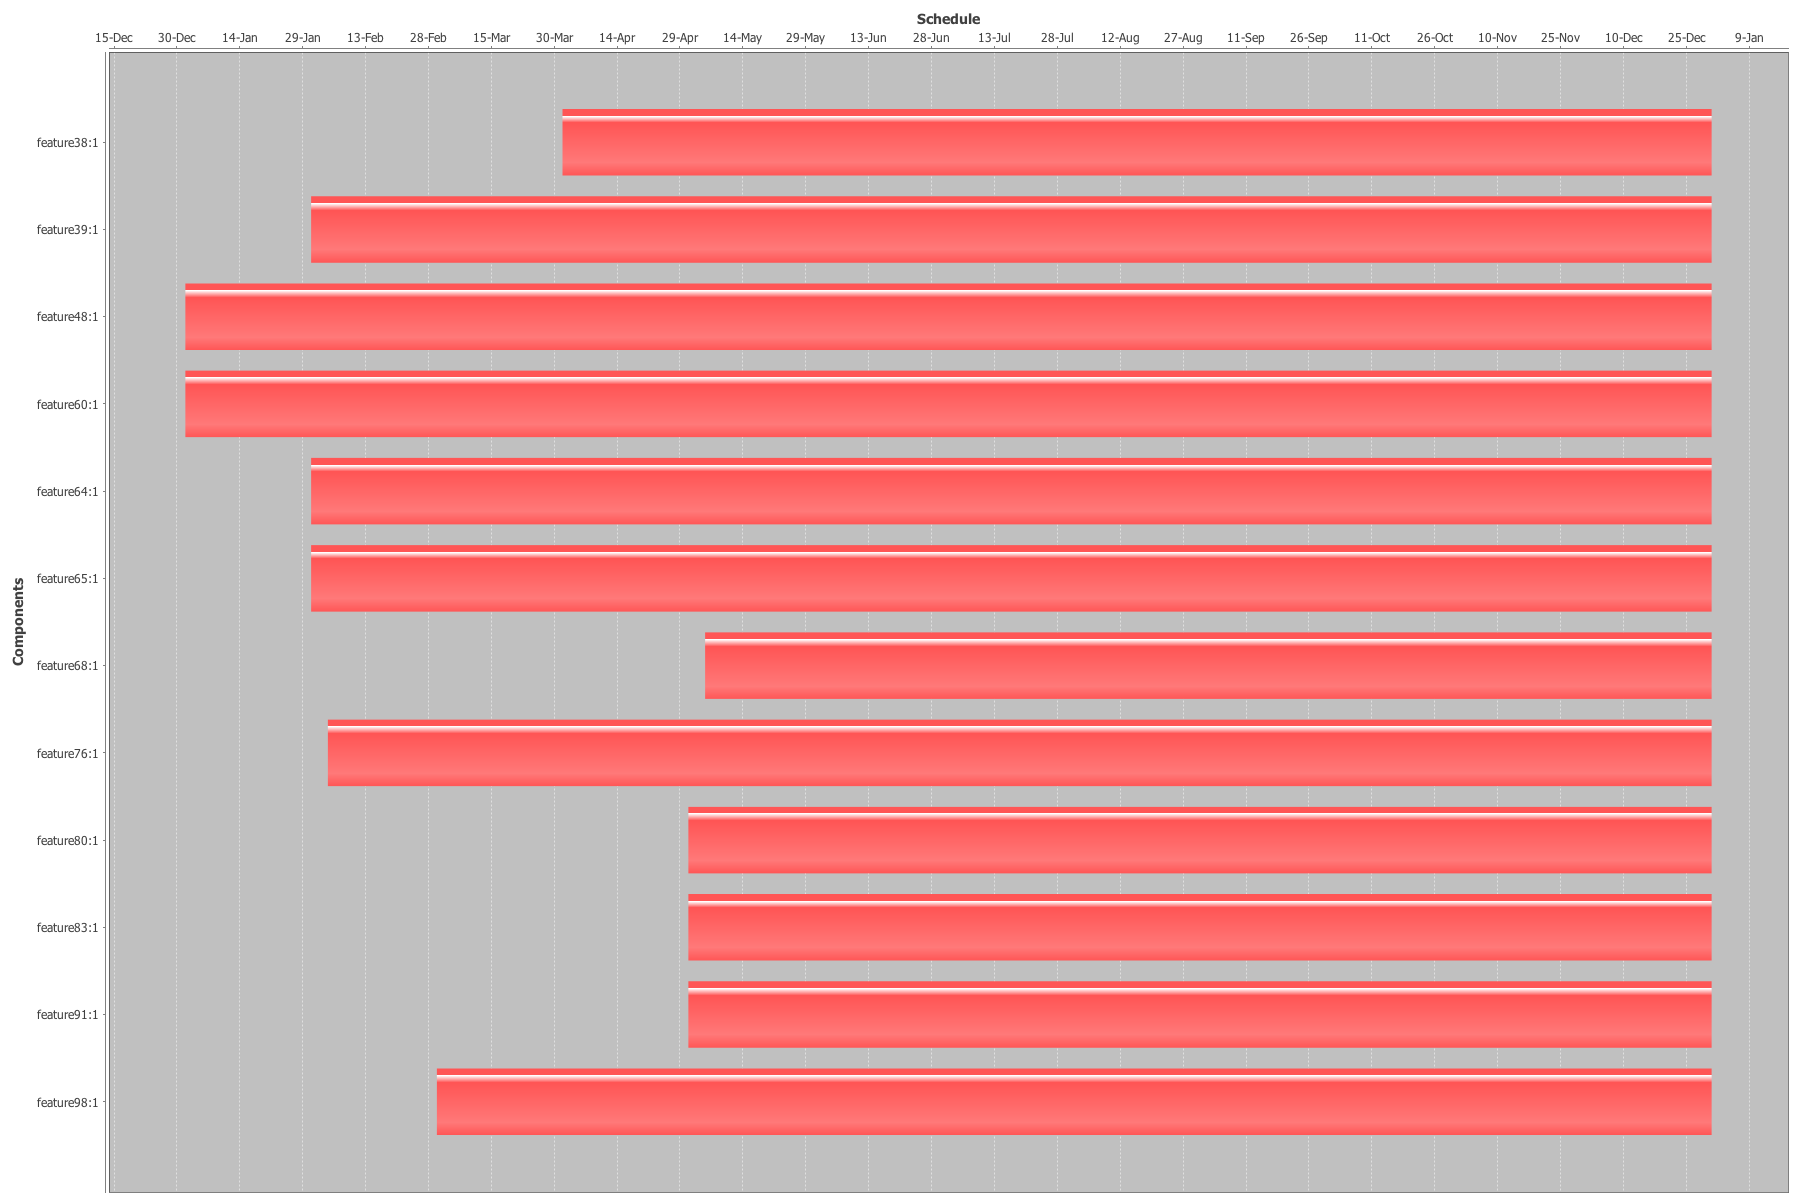 Schedule
15-Dec 30-Dec 14-Jan 29-Jan 13-Feb 28-Feb 15-Mar 30-Mar 14-Apr 29-Apr 14-May 29-May 13-Jun 28-Jun 13-Jul 28-Jul 12-Aug 27-Aug 11-Sep 26-Sep 11-Oct 26-Oct 10-Nov 25-Nov 10-Dec 25-Dec 9-Jan
Components
feature38:1
feature39:1
feature48:1
feature60:1
feature64:1
feature65:1
feature68:1
feature76:1
feature80:1
feature83:1
feature91:1
feature98:1